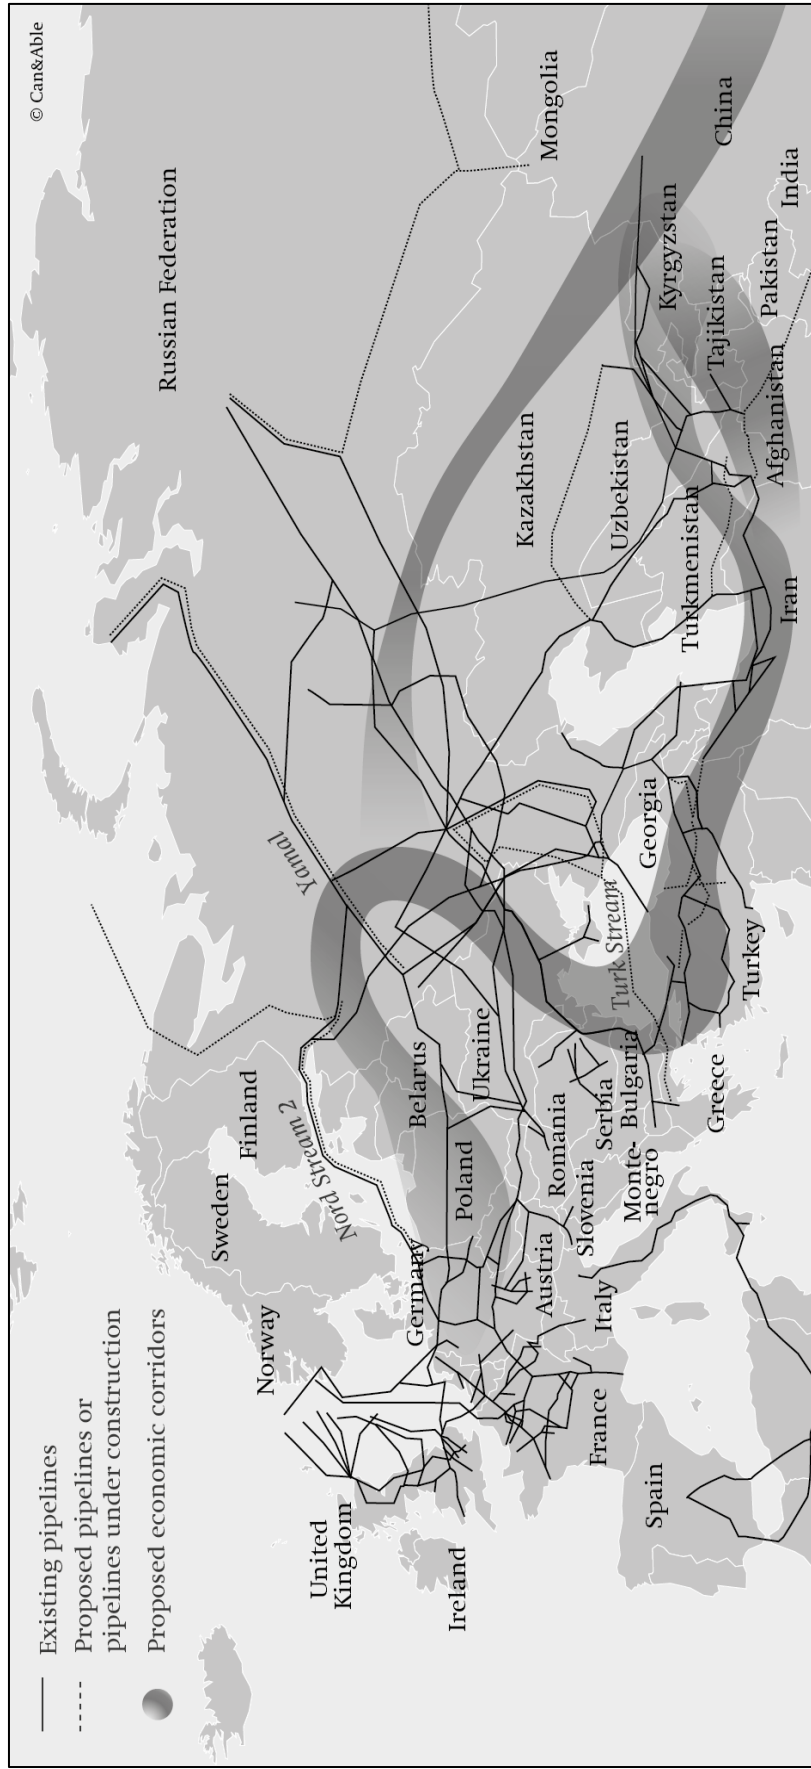 Existing pipelines
Proposed pipelines or
pipelines under construction
Proposed economic corridors
© Can&Able
Russian Federation
Yamal
Sweden
Finland
Norway
Nord Stream 2
United
Kingdom
Ireland
Germany
Poland
Belarus
Ukraine
Kazakhstan
Mongolia
Austria
Slovenia
Romania
Serbia
Bulgaria
Monte-
negro
Italy
France
Spain
Greece
Turkey
Turk Stream
Georgia
Turkmenistan
Uzbekistan
Kyrgyzstan
Tajikistan
Afghanistan
Pakistan
Iran
India
China